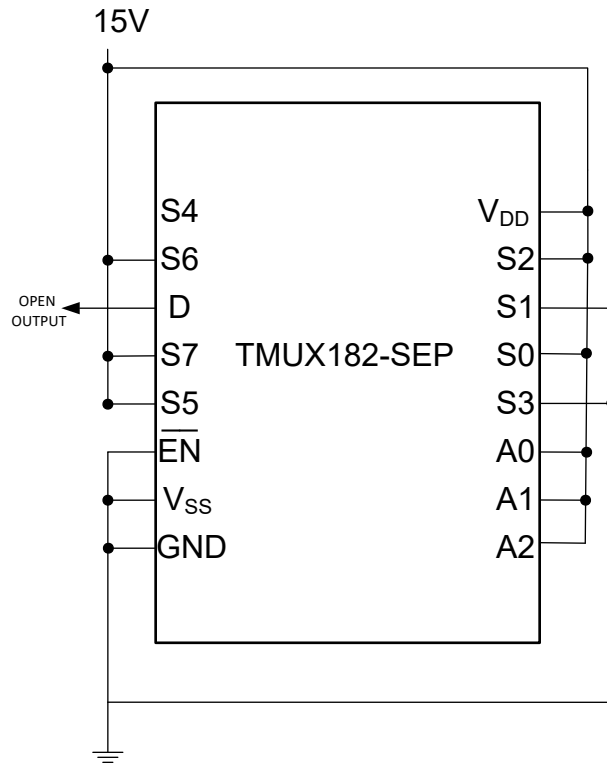 15V
S4
S6
D
S7
S5
EN
VSS
GND
OPEN
OUTPUT
TMUX182-SEP
VDD
S2
S1
S0
S3
A0
A1
A2